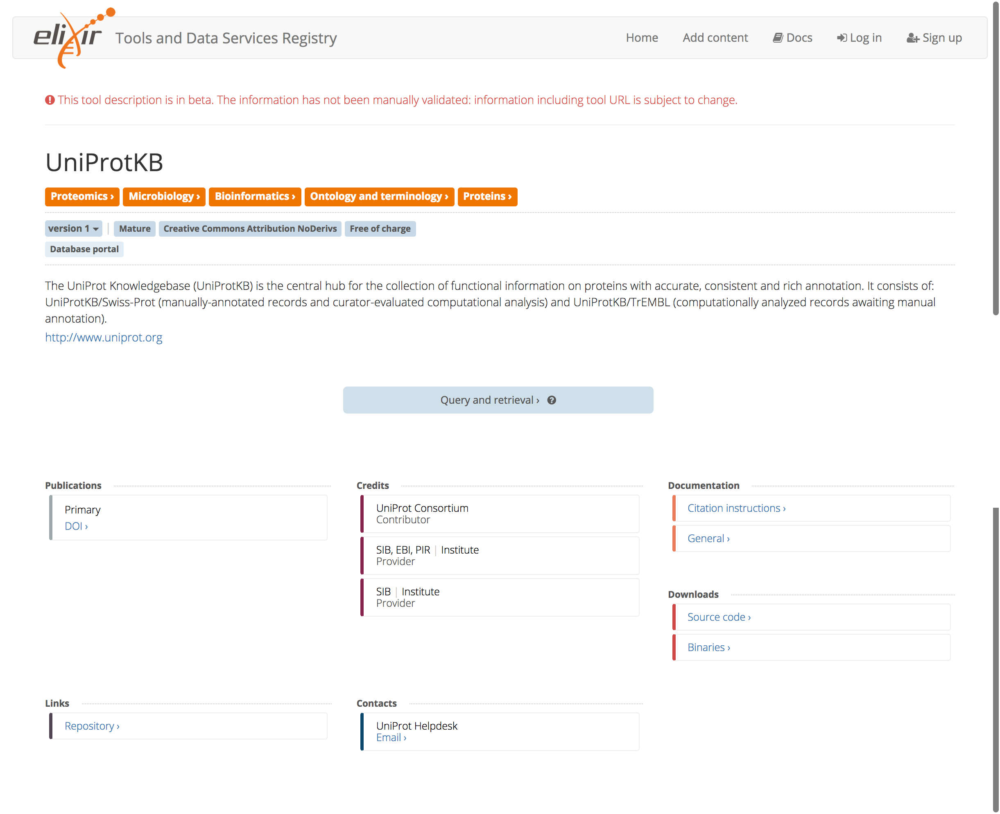 elixir Tools and Data Services Registry Home Add content Docs Log in Sign up
This tool description is in beta. The information has not been manually validated: information including tool URL is subject to change.
UniProtKB
Proteomics › Microbiology › Bioinformatics › Ontology and terminology › Proteins ›
version 1 | Mature Creative Commons Attribution NoDerivs Free of charge
Database portal
The UniProt Knowledgebase (UniProtKB) is the central hub for the collection of functional information on proteins with accurate, consistent and rich annotation. It consists of:
UniProtKB/Swiss-Prot (manually-annotated records and curator-evaluated computational analysis) and UniProtKB/TrEMBL (computationally analyzed records awaiting manual
annotation).
http://www.uniprot.org
Query and retrieval ›
Publications
Primary
DOI ›
Credits
UniProt Consortium
Contributor
SIB, EBI, PIR | Institute
Provider
SIB | Institute
Provider
Documentation
Citation instructions ›
General ›
Downloads
Source code ›
Binaries ›
Links
Repository ›
Contacts
UniProt Helpdesk
Email ›